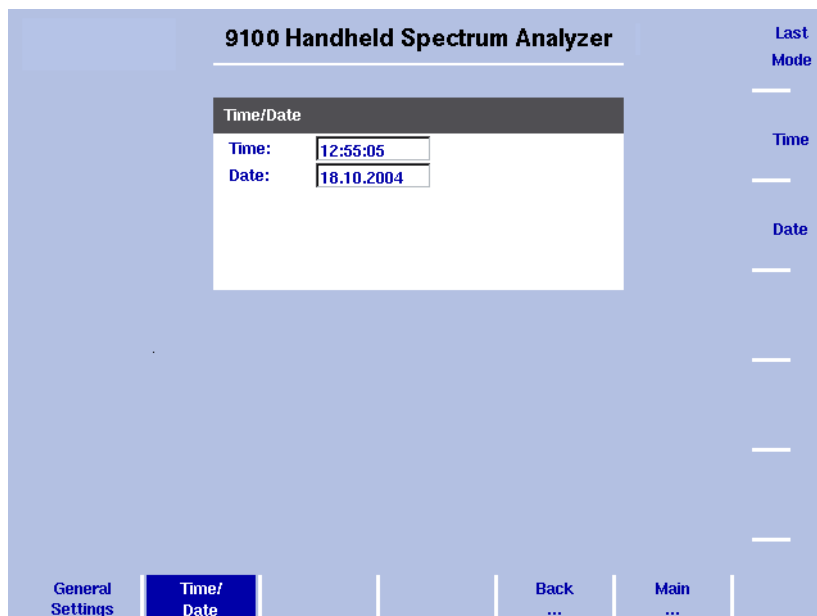 9100 Handheld Spectrum Analyzer
Last
Mode
Time/Date
Time: 12:55:05
Date: 18.10.2004
Time
Date
General
Settings
Time/
Date
Back
...
Main
...